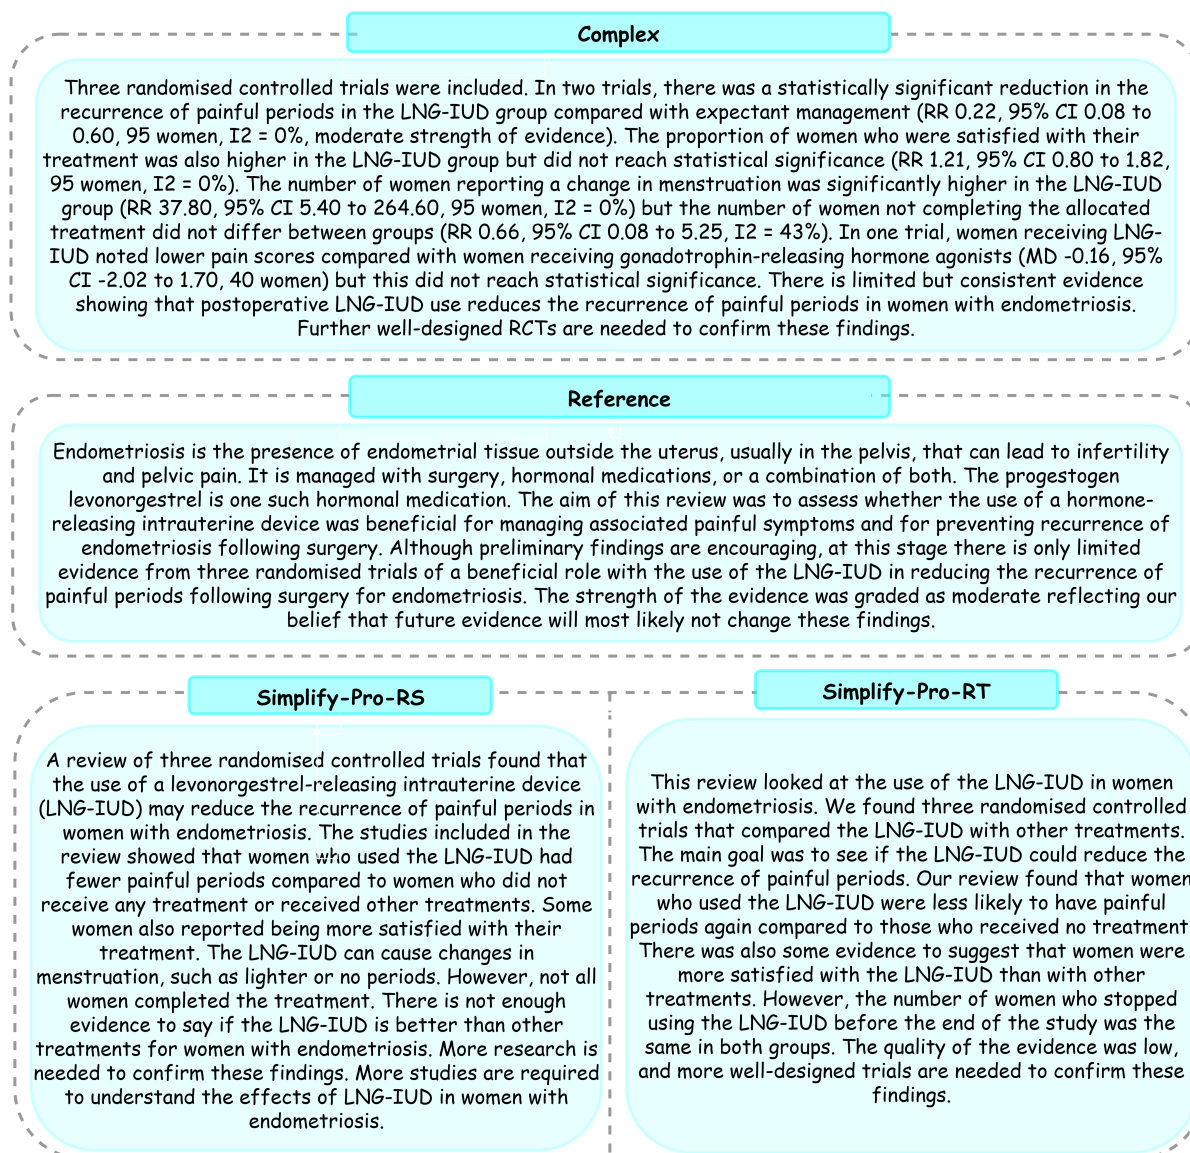 Complex
Three randomised controlled trials were included. In two trials, there was a statistically significant reduction in the
recurrence of painful periods in the LNG-IUD group compared with expectant management (RR 0.22, 95% CI 0.08 to
0.60, 95 women, I2 = 0%, moderate strength of evidence). The proportion of women who were satisfied with their
treatment was also higher in the LNG-IUD group but did not reach statistical significance (RR 1.21, 95% CI 0.80 to 1.82,
95 women, I2 = 0%). The number of women reporting a change in menstruation was significantly higher in the LNG-IUD
group (RR 37.80, 95% CI 5.40 to 264.60, 95 women, I2 = 0%) but the number of women not completing the allocated
treatment did not differ between groups (RR 0.66, 95% CI 0.08 to 5.25, I2 = 43%). In one trial, women receiving LNG-
IUD noted lower pain scores compared with women receiving gonadotrophin-releasing hormone agonists (MD -0.16, 95%
CI -2.02 to 1.70, 40 women) but this did not reach statistical significance. There is limited but consistent evidence
showing that postoperative LNG-IUD use reduces the recurrence of painful periods in women with endometriosis.
Further well-designed RCTs are needed to confirm these findings.
Reference
Endometriosis is the presence of endometrial tissue outside the uterus, usually in the pelvis, that can lead to infertility
and pelvic pain. It is managed with surgery, hormonal medications, or a combination of both. The progestogen
levonorgestrel is one such hormonal medication. The aim of this review was to assess whether the use of a hormone-
releasing intrauterine device was beneficial for managing associated painful symptoms and for preventing recurrence of
endometriosis following surgery. Although preliminary findings are encouraging, at this stage there is only limited
evidence from three randomised trials of a beneficial role with the use of the LNG-IUD in reducing the recurrence of
painful periods following surgery for endometriosis. The strength of the evidence was graded as moderate reflecting our
belief that future evidence will most likely not change these findings.
Simplify-Pro-RS
A review of three randomised controlled trials found that
the use of a levonorgestrel-releasing intrauterine device
(LNG-IUD) may reduce the recurrence of painful periods in
women with endometriosis. The studies included in the
review showed that women who used the LNG-IUD had
fewer painful periods compared to women who did not
receive any treatment or received other treatments. Some
women also reported being more satisfied with their
treatment. The LNG-IUD can cause changes in
menstruation, such as lighter or no periods. However, not all
women completed the treatment. There is not enough
evidence to say if the LNG-IUD is better than other
treatments for women with endometriosis. More research is
needed to confirm these findings. More studies are required
to understand the effects of LNG-IUD in women with
endometriosis.
Simplify-Pro-RT
This review looked at the use of the LNG-IUD in women
with endometriosis. We found three randomised controlled
trials that compared the LNG-IUD with other treatments.
The main goal was to see if the LNG-IUD could reduce the
recurrence of painful periods. Our review found that women
who used the LNG-IUD were less likely to have painful
periods again compared to those who received no treatment
There was also some evidence to suggest that women were
more satisfied with the LNG-IUD than with other
treatments. However, the number of women who stopped
using the LNG-IUD before the end of the study was the
same in both groups. The quality of the evidence was low,
and more well-designed trials are needed to confirm these
findings.